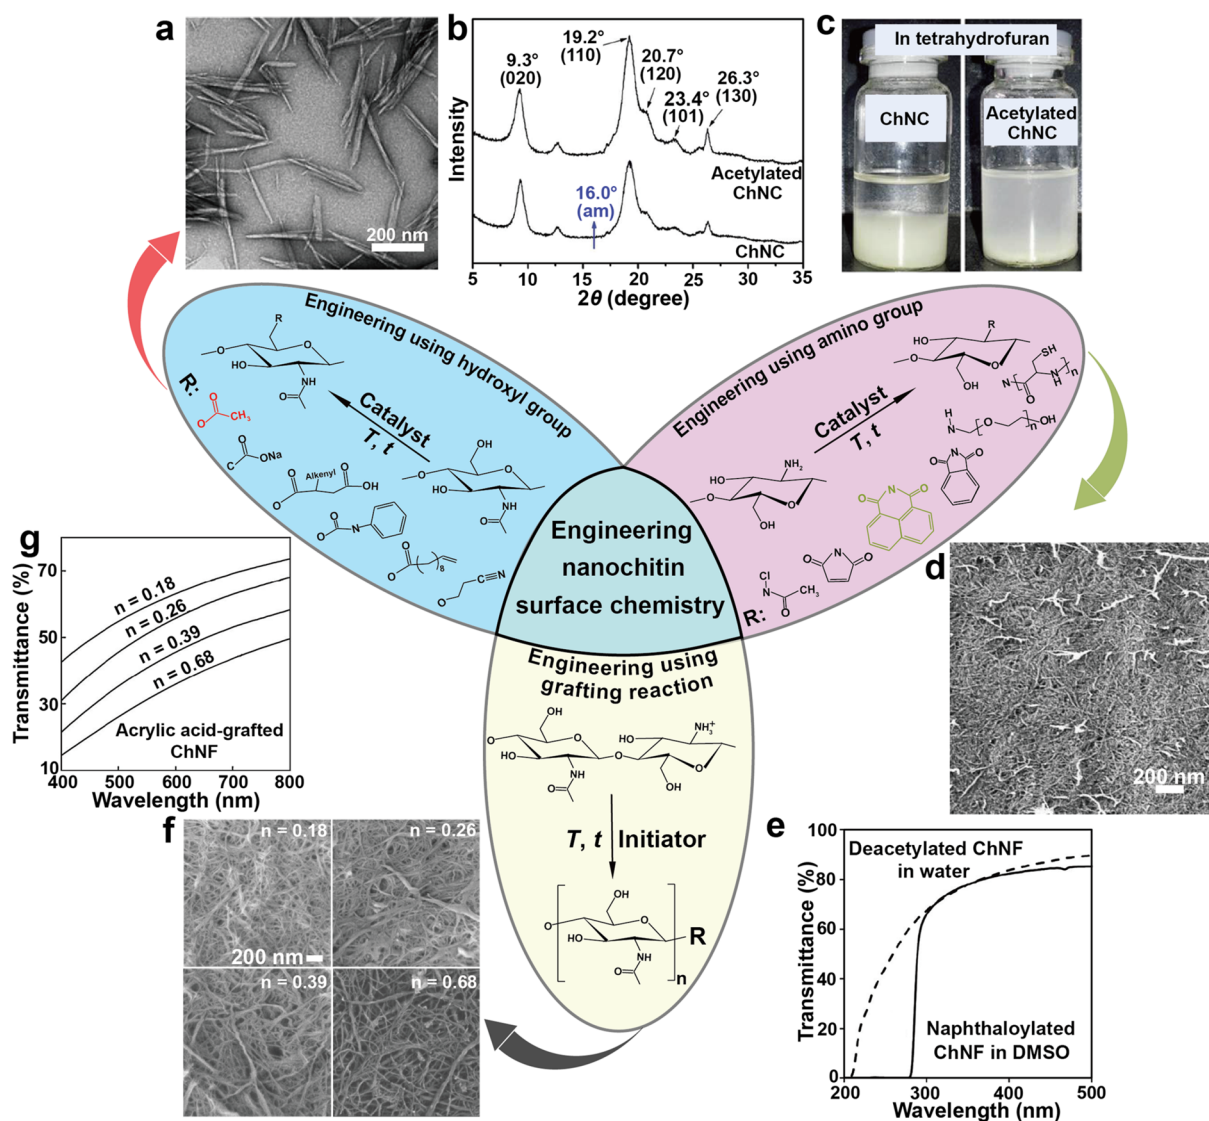 a
200 nm
b
Intensity
9.3°
(020)
19.2°
(110)
20.7°
(120)
23.4°
(101)
26.3°
(130)
Acetylated
ChNC
16.0°
(am)
ChNC
5 10 15 20 25 30 35
2θ (degree)
c
In tetrahydrofuran
ChNC
Acetylated
ChNC
Engineering using hydroxyl group
R
O
O
HO
O
NH
O
R:
O
O
CH3
Catalyst
T, t
O
C
ONa
Alkenyl
O
O
O
OH
O
O
N
H
O
O
8
O
CN
OH
O
O
HO
O
NH
O
Engineering using amino group
R
HO
O
O
OH
SH
N
O
H
N
n
Catalyst
T, t
H
N
O
n
OH
NH2
HO
O
O
OH
N
O
O
N
O
O
N
O
O
R:
Cl
N
CH3
O
Engineering
nanochitin
surface chemistry
Engineering using
grafting reaction
OH
O
O
HO
O
NH
O
NH3+
HO
O
OH
T, t
Initiator
OH
O
O
HO
NH
O
n
R
g
Transmittance (%)
70
50
30
10
n = 0.18
n = 0.26
n = 0.39
n = 0.68
Acrylic acid-grafted
ChNF
400 500 600 700 800
Wavelength (nm)
d
200 nm
f
n = 0.18
n = 0.26
200 nm
n = 0.39
n = 0.68
e
Transmittance (%)
100
80
60
40
20
0
Deacetylated ChNF
in water
Naphthaloylated
ChNF in DMSO
200 300 400 500
Wavelength (nm)